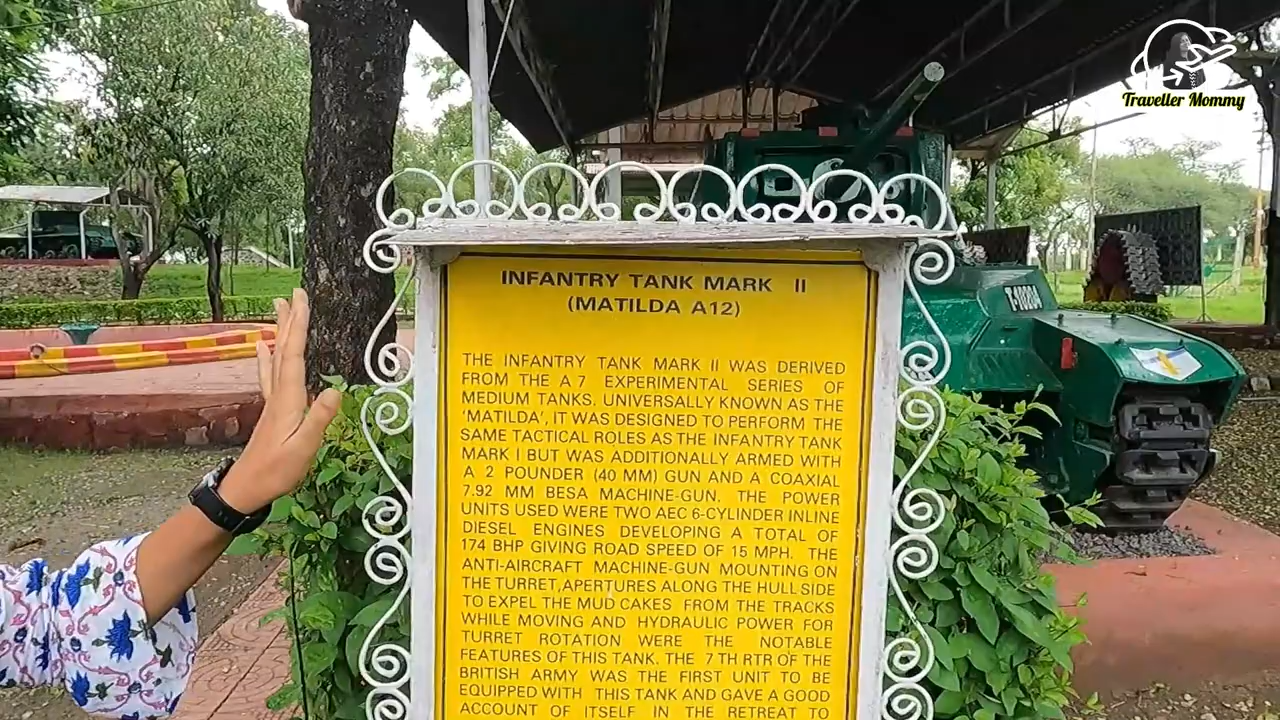 Traveller Mommy
INFANTRY TANK MARK II
(MATILDA A12)
THE INFANTRY TANK MARK II WAS DERIVED
FROM THE A 7 EXPERIMENTAL SERIES OF
MEDIUM TANKS. UNIVERSALLY KNOWN AS THE
'MATILDA', IT WAS DESIGNED TO PERFORM THE
SAME TACTICAL ROLES AS THE INFANTRY TANK
MARK I BUT WAS ADDITIONALLY ARMED WITH
A 2 POUNDER (40 MM) GUN AND A COAXIAL
7.92 MM BESA MACHINE-GUN. THE POWER
UNITS USED WERE TWO AEC 6-CYLINDER INLINE
DIESEL ENGINES DEVELOPING A TOTAL OF
174 BHP GIVING ROAD SPEED OF 15 MPH. THE
ANTI-AIRCRAFT MACHINE-GUN MOUNTING ON
THE TURRET,APERTURES ALONG THE HULL SIDE
TO EXPEL THE MUD CAKES FROM THE TRACKS
WHILE MOVING AND HYDRAULIC POWER FOR
TURRET ROTATION WERE THE NOTABLE
FEATURES OF THIS TANK. THE 7 TH RTR OF THE
BRITISH ARMY WAS THE FIRST UNIT TO BE
EQUIPPED WITH THIS TANK AND GAVE A GOOD
ACCOUNT OF ITSELF IN THE RETREAT TO